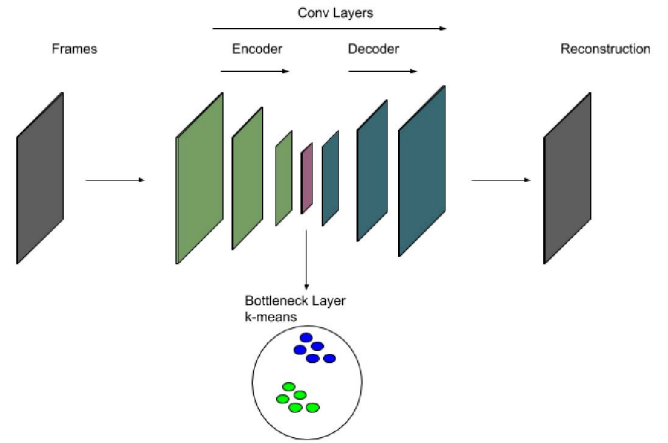 Conv Layers
Frames
Encoder
Decoder
Reconstruction
Bottleneck Layer
k-means